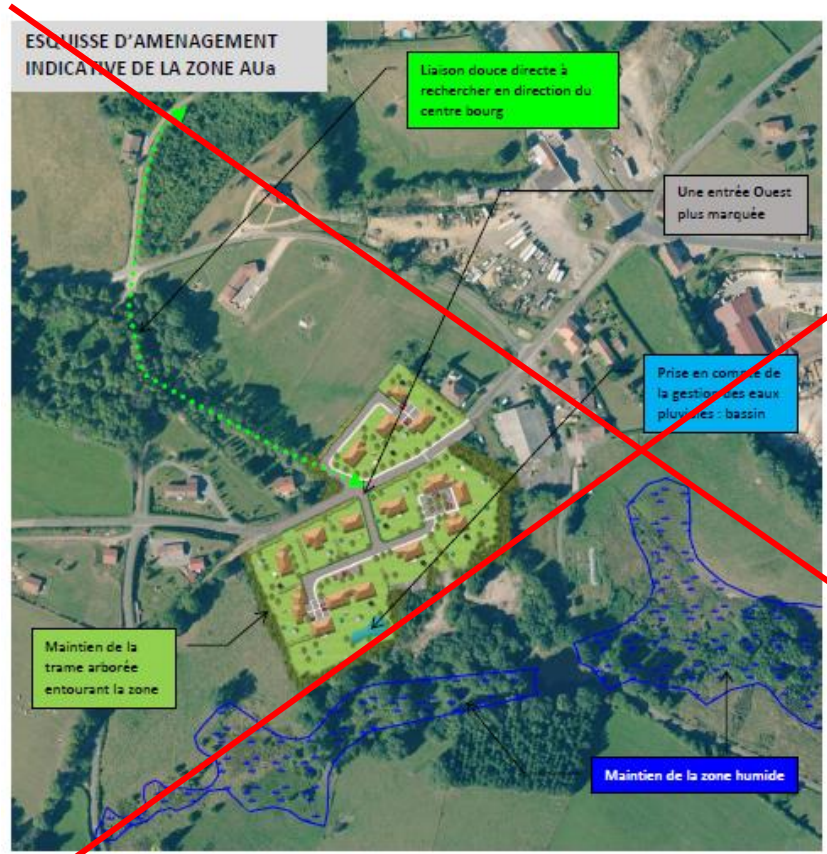 ESQUISSE D'AMENAGEMENT
INDICATIVE DE LA ZONE AUa
Liaison douce directe à
rechercher en direction du
centre bourg
Une entrée Ouest
plus marquée
Prise en compte de
la gestion des eaux
pluviales : bassin
Maintien de la
trame arborée
entourant la zone
Maintien de la zone humide